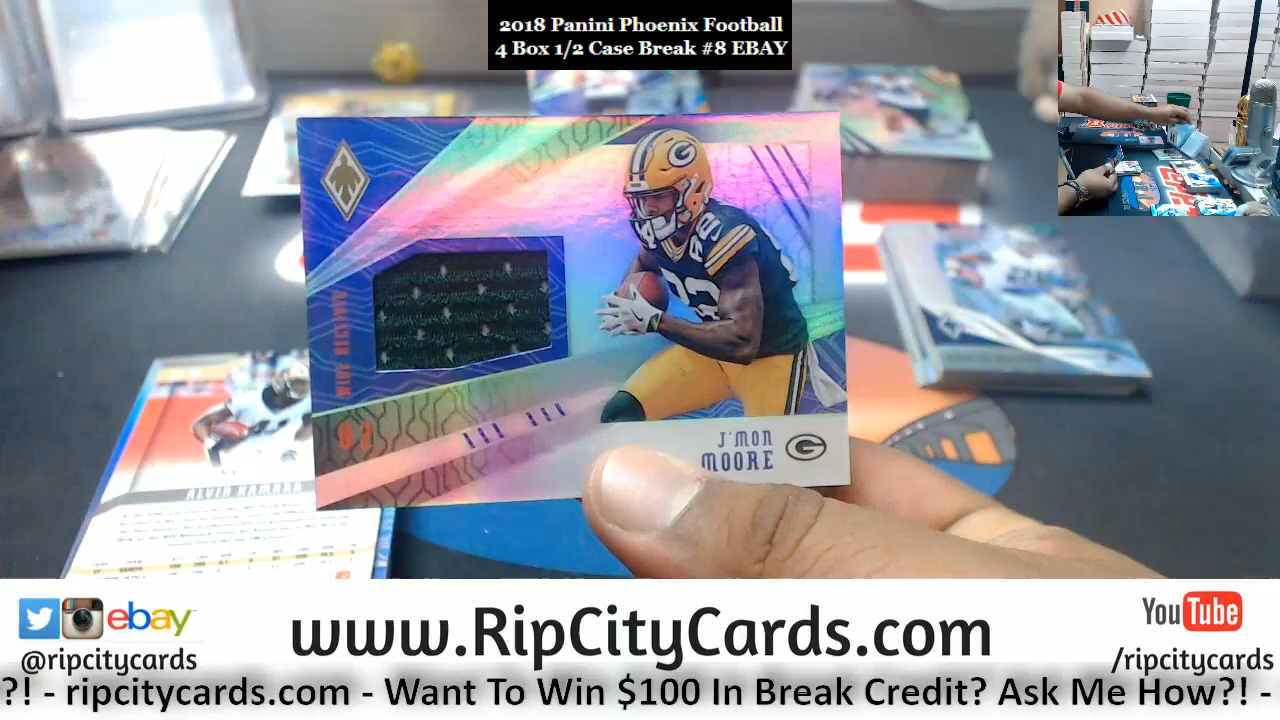 2018 Panini Phoenix Football
4 Box 1/2 Case Break #8 EBAY
WIDE RECEIVER
82
J'MON
MOORE
G
82
ALVIN KAMARA
ebay
@ripcitycards
www.RipCityCards.com
YouTube
/ripcitycards
?! - ripcitycards.com - Want To Win $100 In Break Credit? Ask Me How?! -